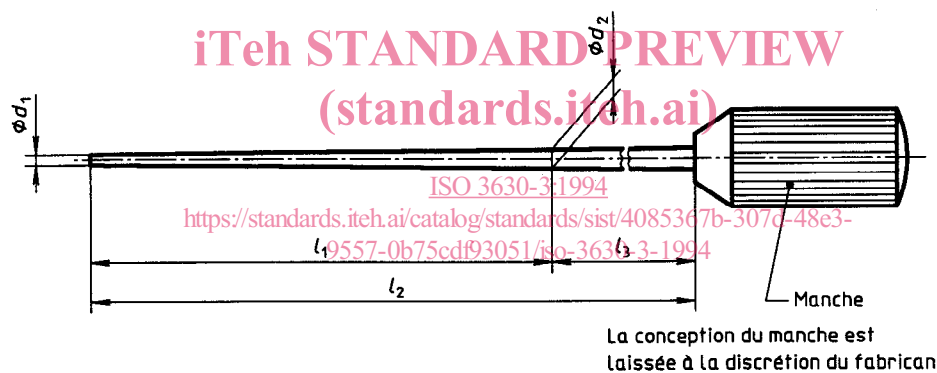 iTeh STANDARD PREVIEW
(standards.iteh.ai)
ød₁
ød₂
ISO 3630-3:1994
https://standards.iteh.ai/catalog/standards/sist/4085367b-307d-48e3-
9557-0b75cdf93051/iso-3630-3-1994
l₁
l₃
l₂
Manche
La conception du manche est
laissée à la discrétion du fabrican